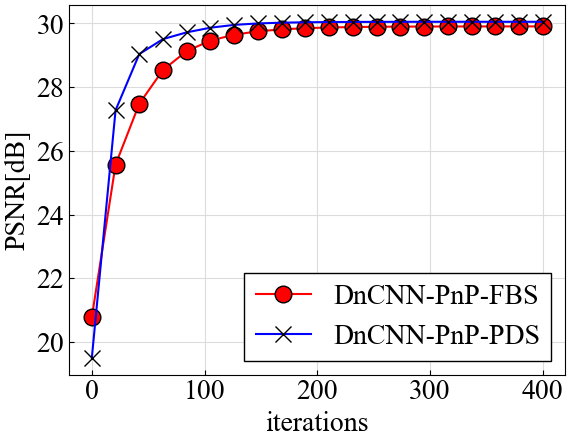 PSNR[dB]
30
28
26
24
22
20
0
100
200
300
400
iterations
DnCNN-PnP-FBS
DnCNN-PnP-PDS